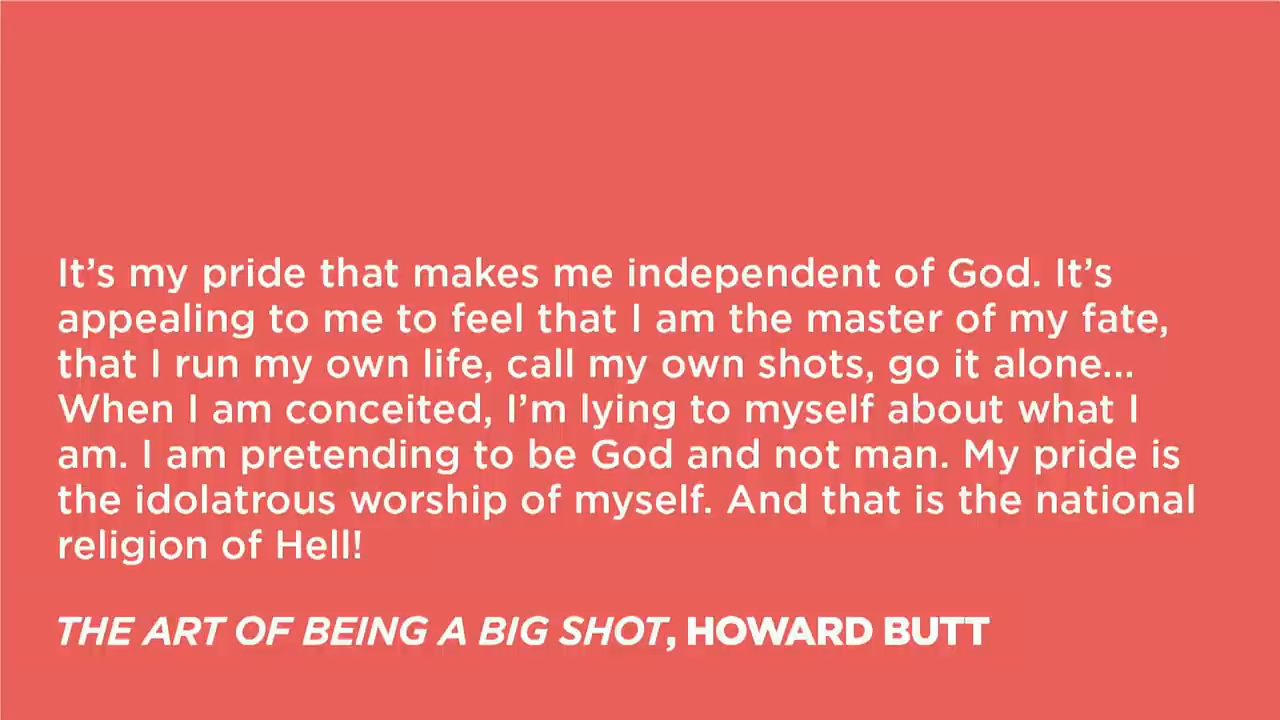 It’s my pride that makes me independent of God. It’s
appealing to me to feel that I am the master of my fate,
that I run my own life, call my own shots, go it alone...
When I am conceited, I’m lying to myself about what I
am. I am pretending to be God and not man. My pride is
the idolatrous worship of myself. And that is the national
religion of Hell!
THE ART OF BEING A BIG SHOT, HOWARD BUTT